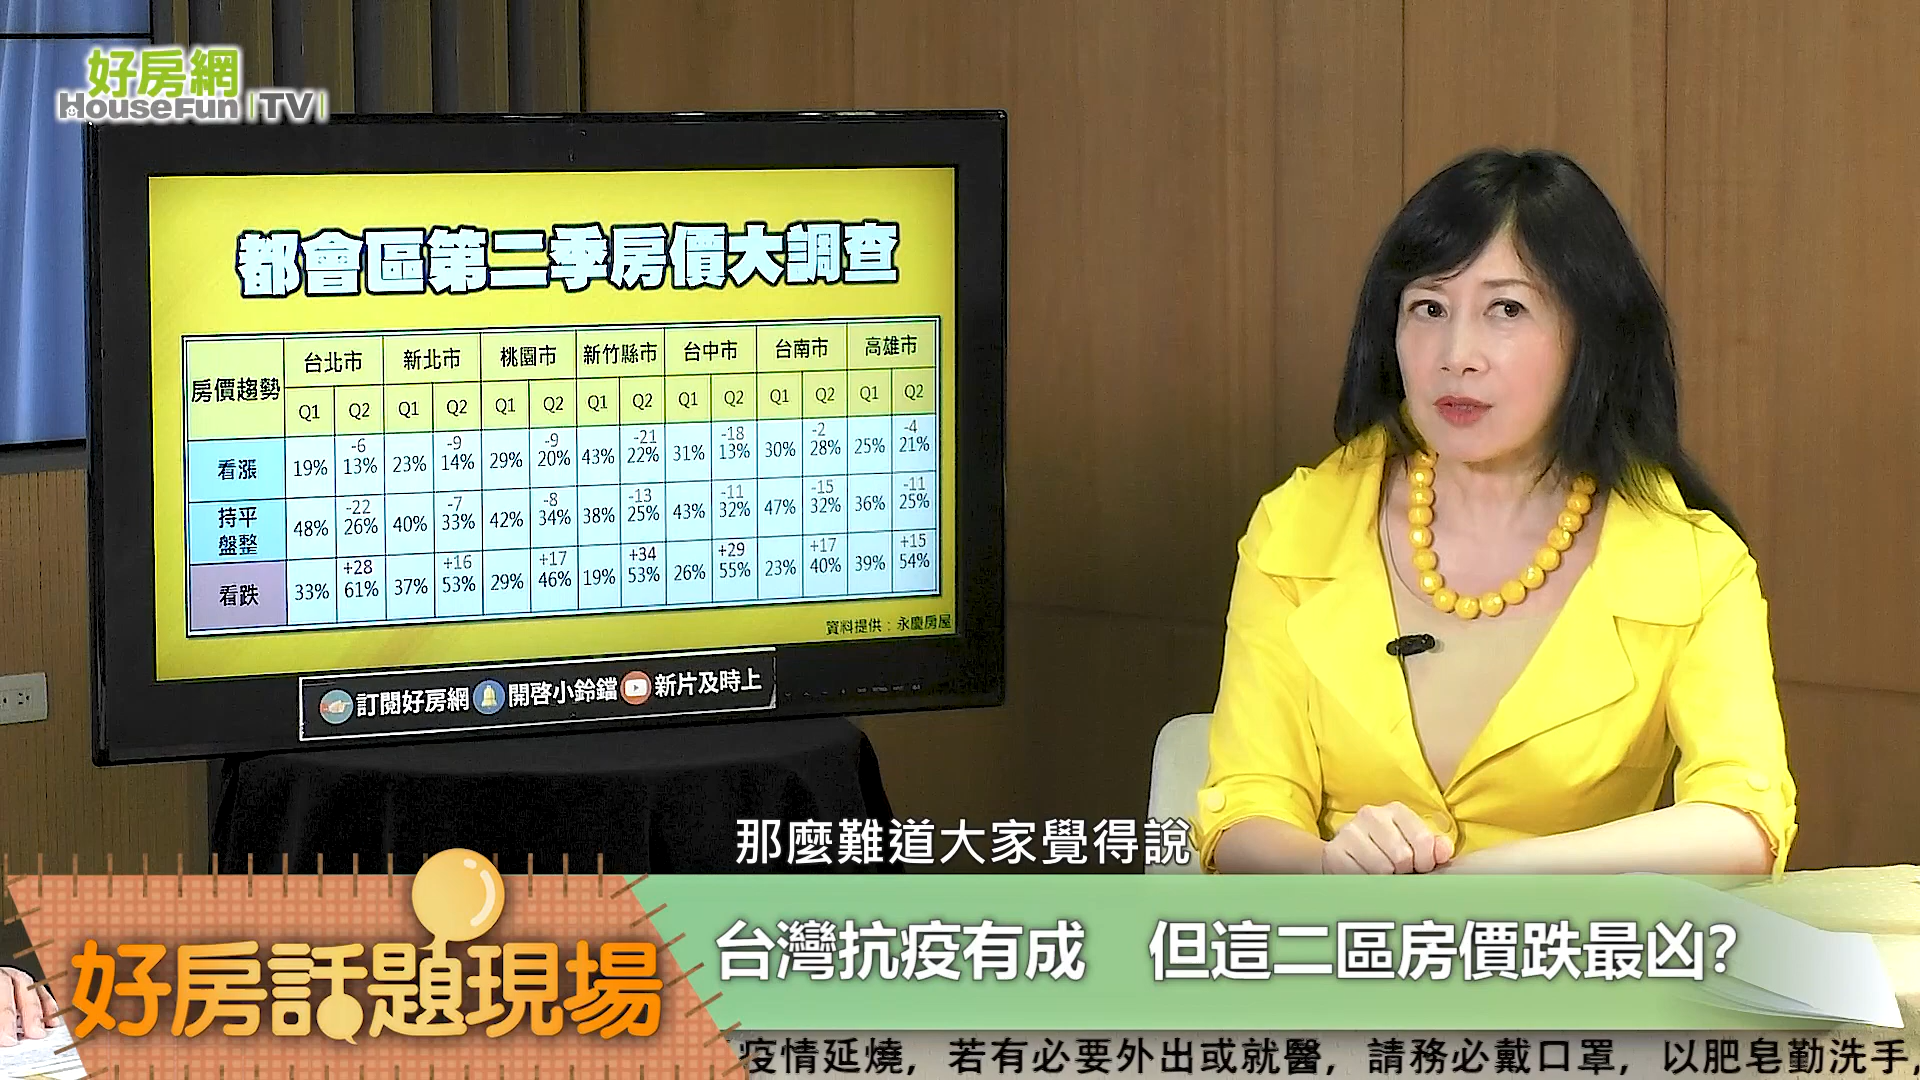 好房網
HouseFun TV
都會區第二季房價大調查
房價趨勢 台北市 新北市 桃園市 新竹縣市 台中市 台南市 高雄市
Q1 Q2 Q1 Q2 Q1 Q2 Q1 Q2 Q1 Q2 Q1 Q2 Q1 Q2
-6 -9 -9 -21 -18 -2 -4
看漲 19% 13% 23% 14% 29% 20% 43% 22% 31% 13% 30% 28% 25% 21%
-22 -7 -8 -13 -11 -15 -11
持平
盤整 48% 26% 40% 33% 42% 34% 38% 25% 43% 32% 47% 32% 36% 25%
+28 +16 +17 +34 +29 +17 +15
看跌 33% 61% 37% 53% 29% 46% 19% 53% 26% 55% 23% 40% 39% 54%
資料提供：永慶房屋
訂閱好房網 開啓小鈴鐺 新片及時上
那麼難道大家覺得說
好房話題現場
台灣抗疫有成 但這二區房價跌最凶?
疫情延燒，若有必要外出或就醫，請務必戴口罩，以肥皂勤洗手，